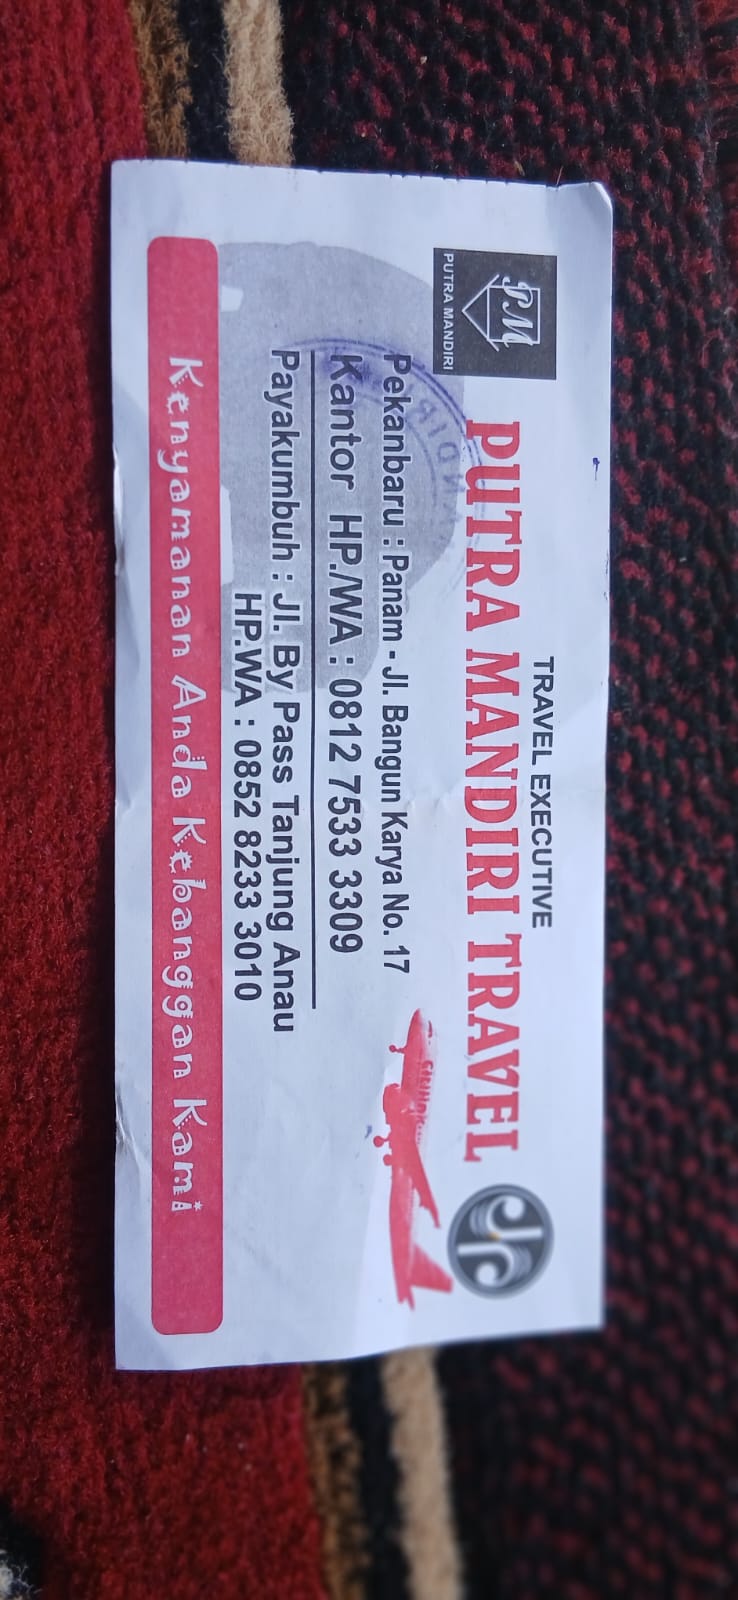 PM
PUTRA MANDIRI
TRAVEL EXECUTIVE
PUTRA MANDIRI TRAVEL
Pekanbaru : Panam - Jl. Bangun Karya No. 17
Kantor HP./WA : 0812 7533 3309
Payakumbuh : Jl. By Pass Tanjung Anau
HP.WA : 0852 8233 3010
Kenyamanan Anda Kebanggan Kami